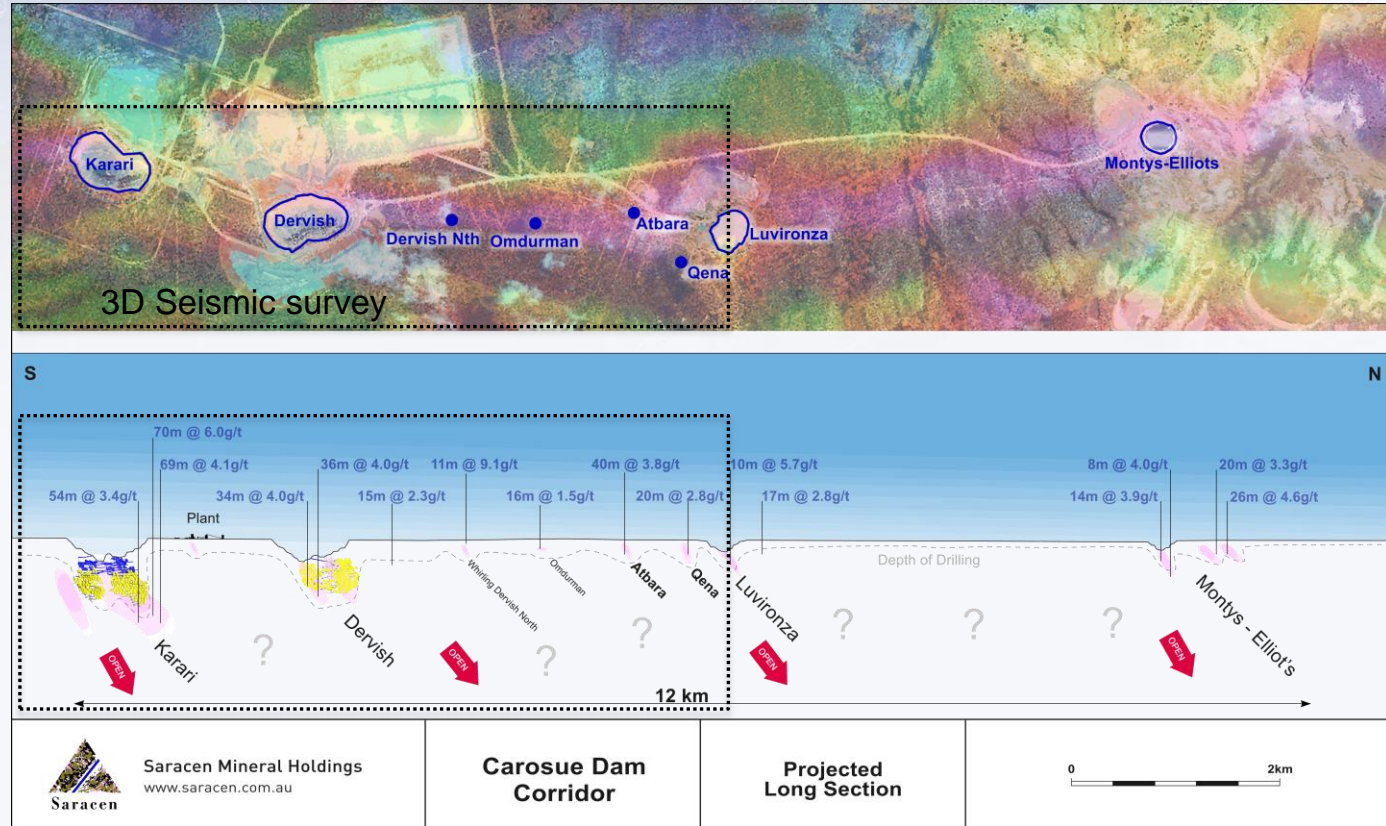 Karari
Dervish
Dervish Nth
Omdurman
Atbara
Qena
Luvironza
Montys-Elliots
3D Seismic survey
S
N
70m @ 6.0g/t
69m @ 4.1g/t
36m @ 4.0g/t
11m @ 9.1g/t
40m @ 3.8g/t
10m @ 5.7g/t
8m @ 4.0g/t
20m @ 3.3g/t
54m @ 3.4g/t
34m @ 4.0g/t
15m @ 2.3g/t
16m @ 1.5g/t
20m @ 2.8g/t
17m @ 2.8g/t
14m @ 3.9g/t
26m @ 4.6g/t
Plant
Depth of Drilling
Karari
Dervish
Whirling Dervish North
Omdurman
Atbara
Qena
Luvironza
Montys - Elliot's
?
?
?
?
?
?
OPEN
OPEN
OPEN
OPEN
12 km
Saracen
Saracen Mineral Holdings
www.saracen.com.au
Carosue Dam
Corridor
Projected
Long Section
0
2km